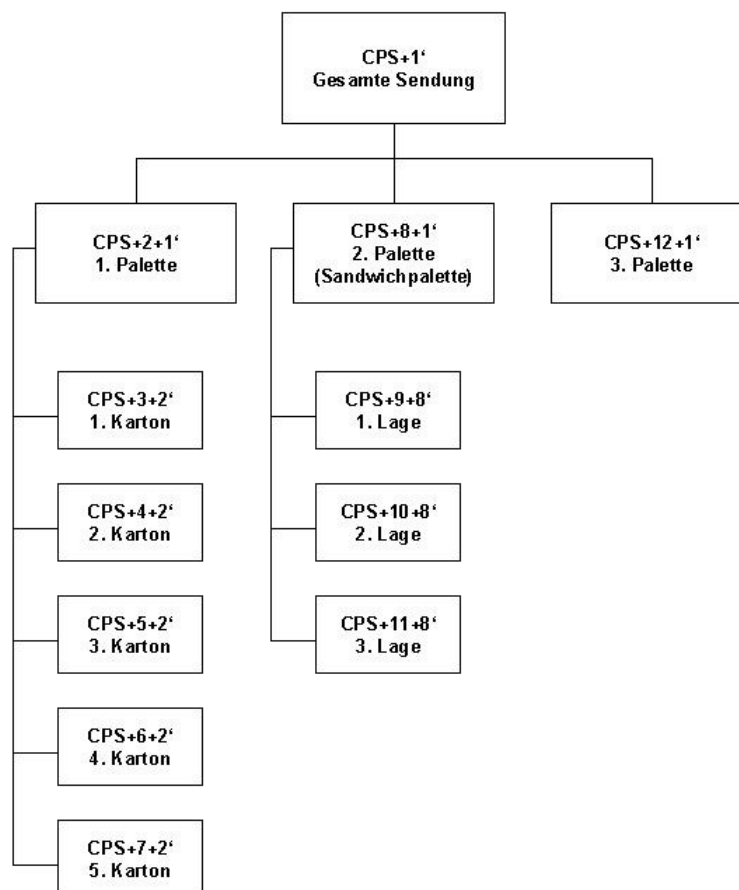 CPS+1‘
Gesamte Sendung
CPS+2+1‘
1. Palette
CPS+8+1‘
2. Palette
(Sandwichpalette)
CPS+12+1‘
3. Palette
CPS+3+2‘
1. Karton
CPS+4+2‘
2. Karton
CPS+5+2‘
3. Karton
CPS+6+2‘
4. Karton
CPS+7+2‘
5. Karton
CPS+9+8‘
1. Lage
CPS+10+8‘
2. Lage
CPS+11+8‘
3. Lage